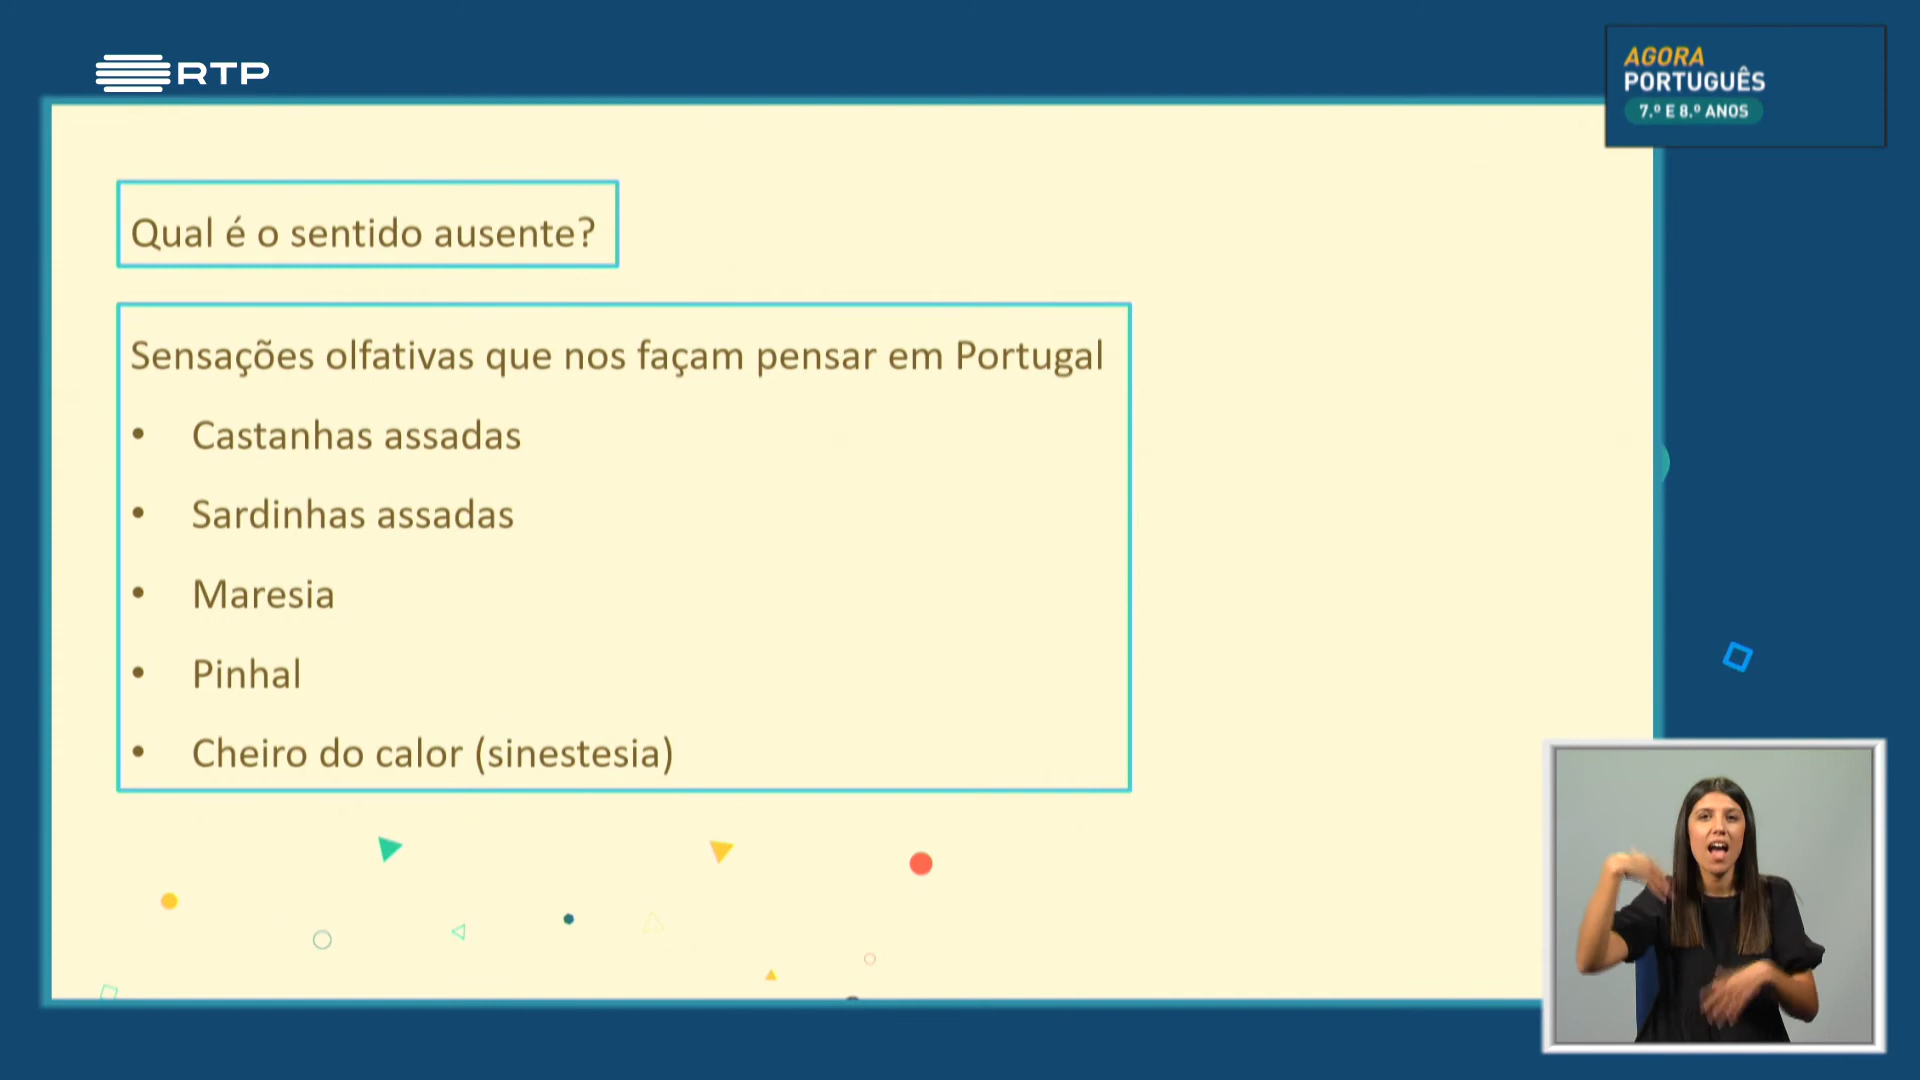 RTP
AGORA
PORTUGUÊS
7.º E 8.º ANOS
Qual é o sentido ausente?
Sensações olfativas que nos façam pensar em Portugal
• Castanhas assadas
• Sardinhas assadas
• Maresia
• Pinhal
• Cheiro do calor (sinestesia)